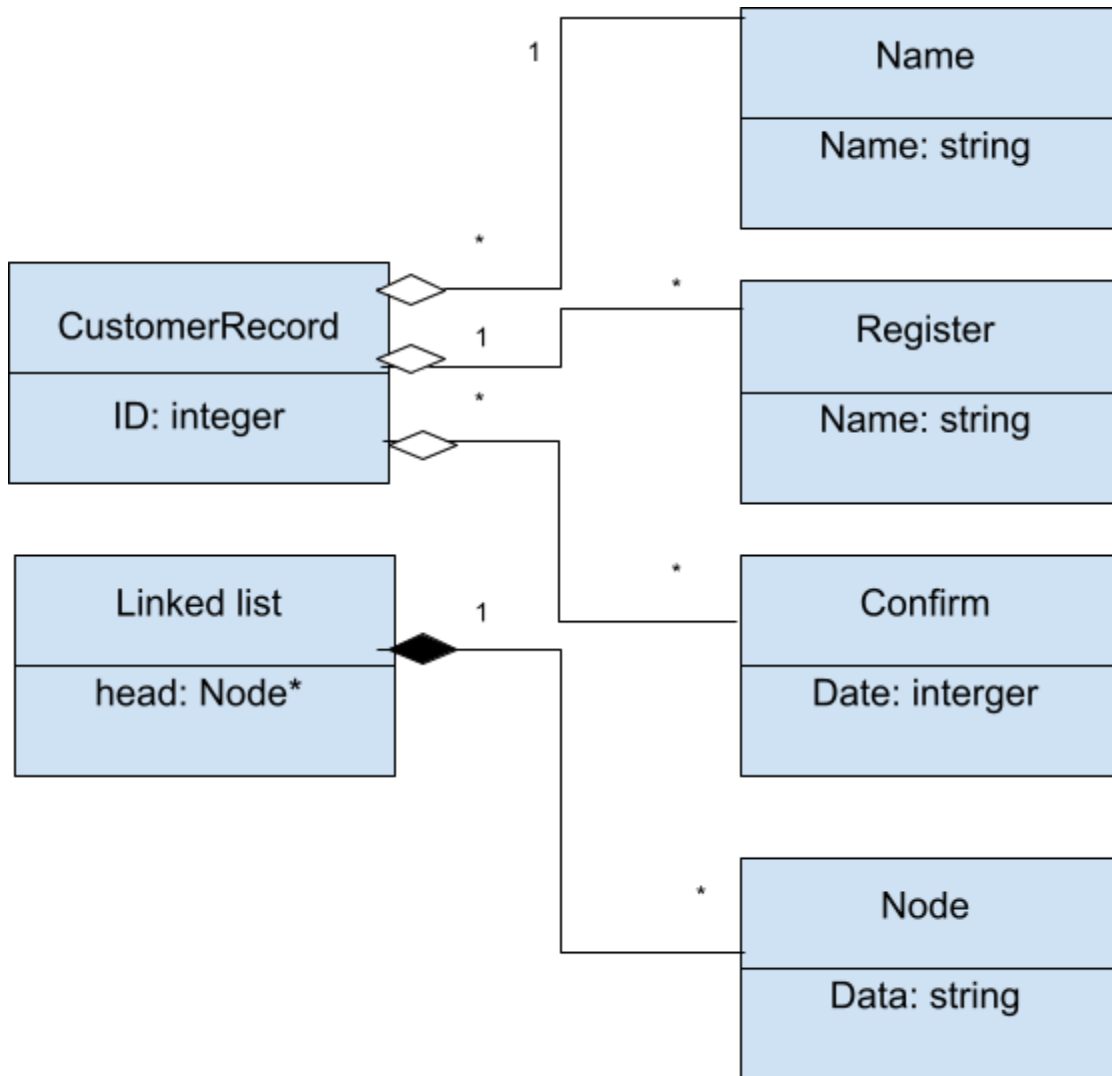 1
Name
Name: string
*
*
CustomerRecord
1
Register
ID: integer
*
Name: string
*
Linked list
1
Confirm
head: Node*
Date: interger
*
Node
Data: string